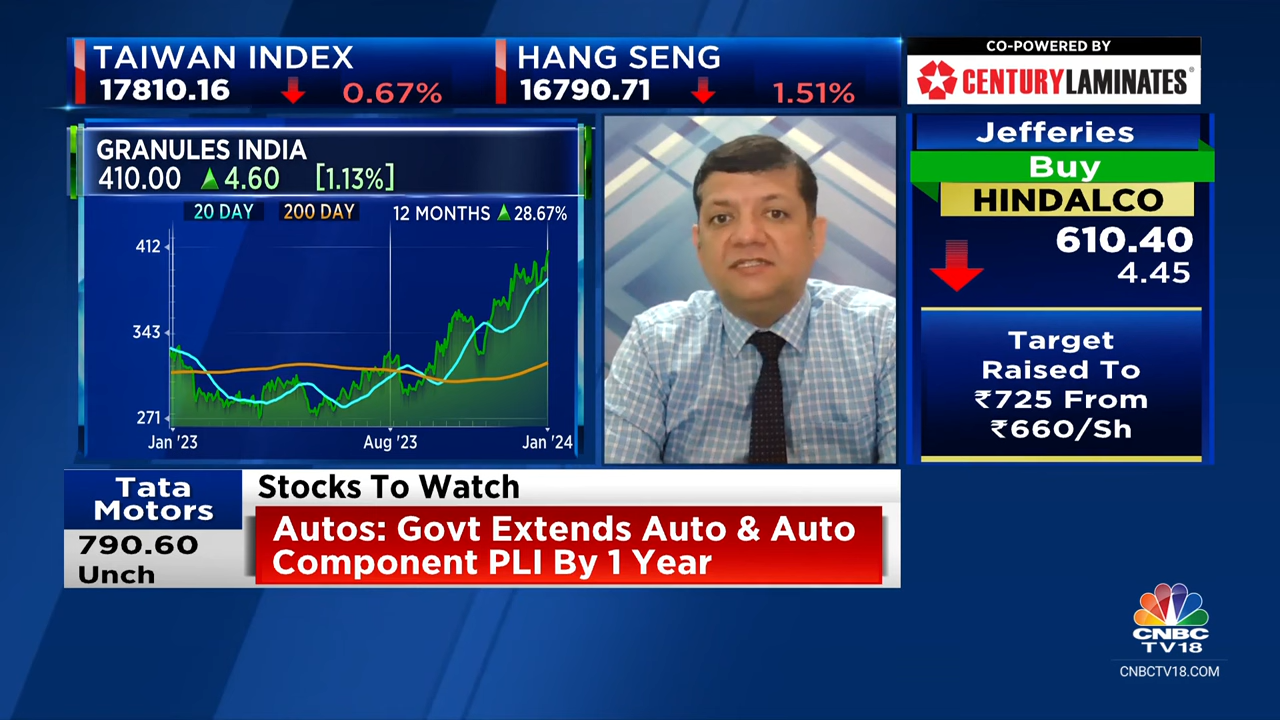 TAIWAN INDEX
17810.16 0.67%
HANG SENG
16790.71 1.51%
CO-POWERED BY
CENTURYLAMINATES®
GRANULES INDIA
410.00 4.60 [1.13%]
20 DAY 200 DAY 12 MONTHS 28.67%
412
343
271
Jan '23 Aug '23 Jan '24
Jefferies
Buy
HINDALCO
610.40
4.45
Target
Raised To
₹725 From
₹660/Sh
Tata
Motors
790.60
Unch
Stocks To Watch
Autos: Govt Extends Auto & Auto
Component PLI By 1 Year
CNBC
TV18
CNBCTV18.COM